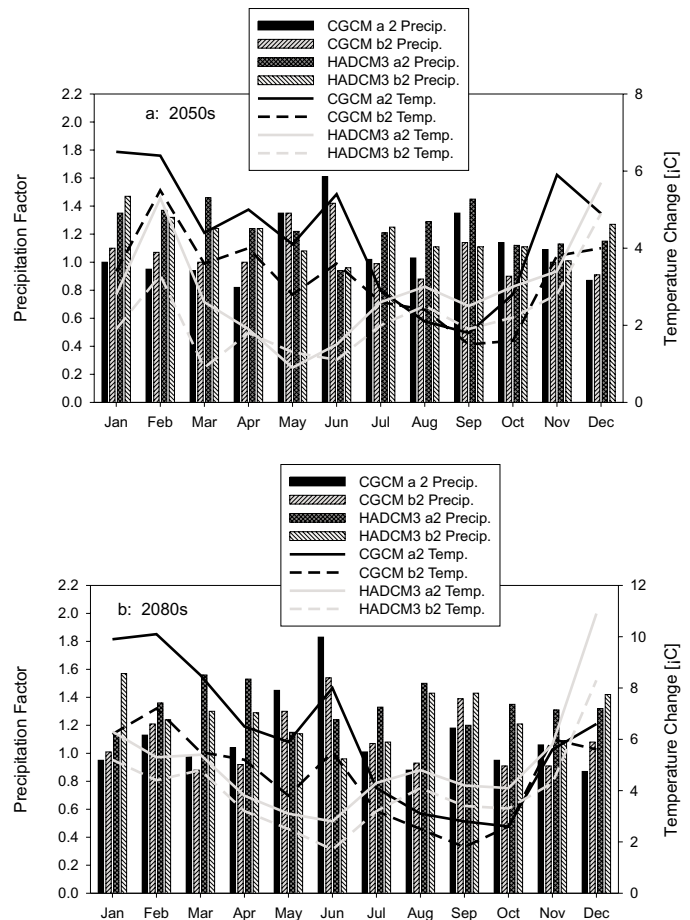 CGCM a 2 Precip.
CGCM b2 Precip.
HADCM3 a2 Precip.
HADCM3 b2 Precip.
CGCM a2 Temp.
CGCM b2 Temp.
HADCM3 a2 Temp.
HADCM3 b2 Temp.
a: 2050s
Precipitation Factor
2.2
2.0
1.8
1.6
1.4
1.2
1.0
0.8
0.6
0.4
0.2
0.0
8
6
4
2
0
Temperature Change [¡C]
Jan Feb Mar Apr May Jun Jul Aug Sep Oct Nov Dec
CGCM a 2 Precip.
CGCM b2 Precip.
HADCM3 a2 Precip.
HADCM3 b2 Precip.
CGCM a2 Temp.
CGCM b2 Temp.
HADCM3 a2 Temp.
HADCM3 b2 Temp.
b: 2080s
Precipitation Factor
2.2
2.0
1.8
1.6
1.4
1.2
1.0
0.8
0.6
0.4
0.2
0.0
12
10
8
6
4
2
0
Temperature Change [¡C]
Jan Feb Mar Apr May Jun Jul Aug Sep Oct Nov Dec